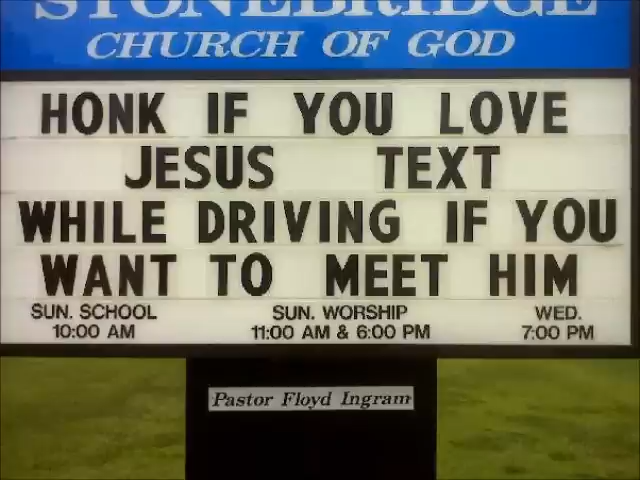 STONEBRIDGE
CHURCH OF GOD
HONK IF YOU LOVE
JESUS TEXT
WHILE DRIVING IF YOU
WANT TO MEET HIM
SUN. SCHOOL
10:00 AM
SUN. WORSHIP
11:00 AM & 6:00 PM
WED.
7:00 PM
Pastor Floyd Ingram